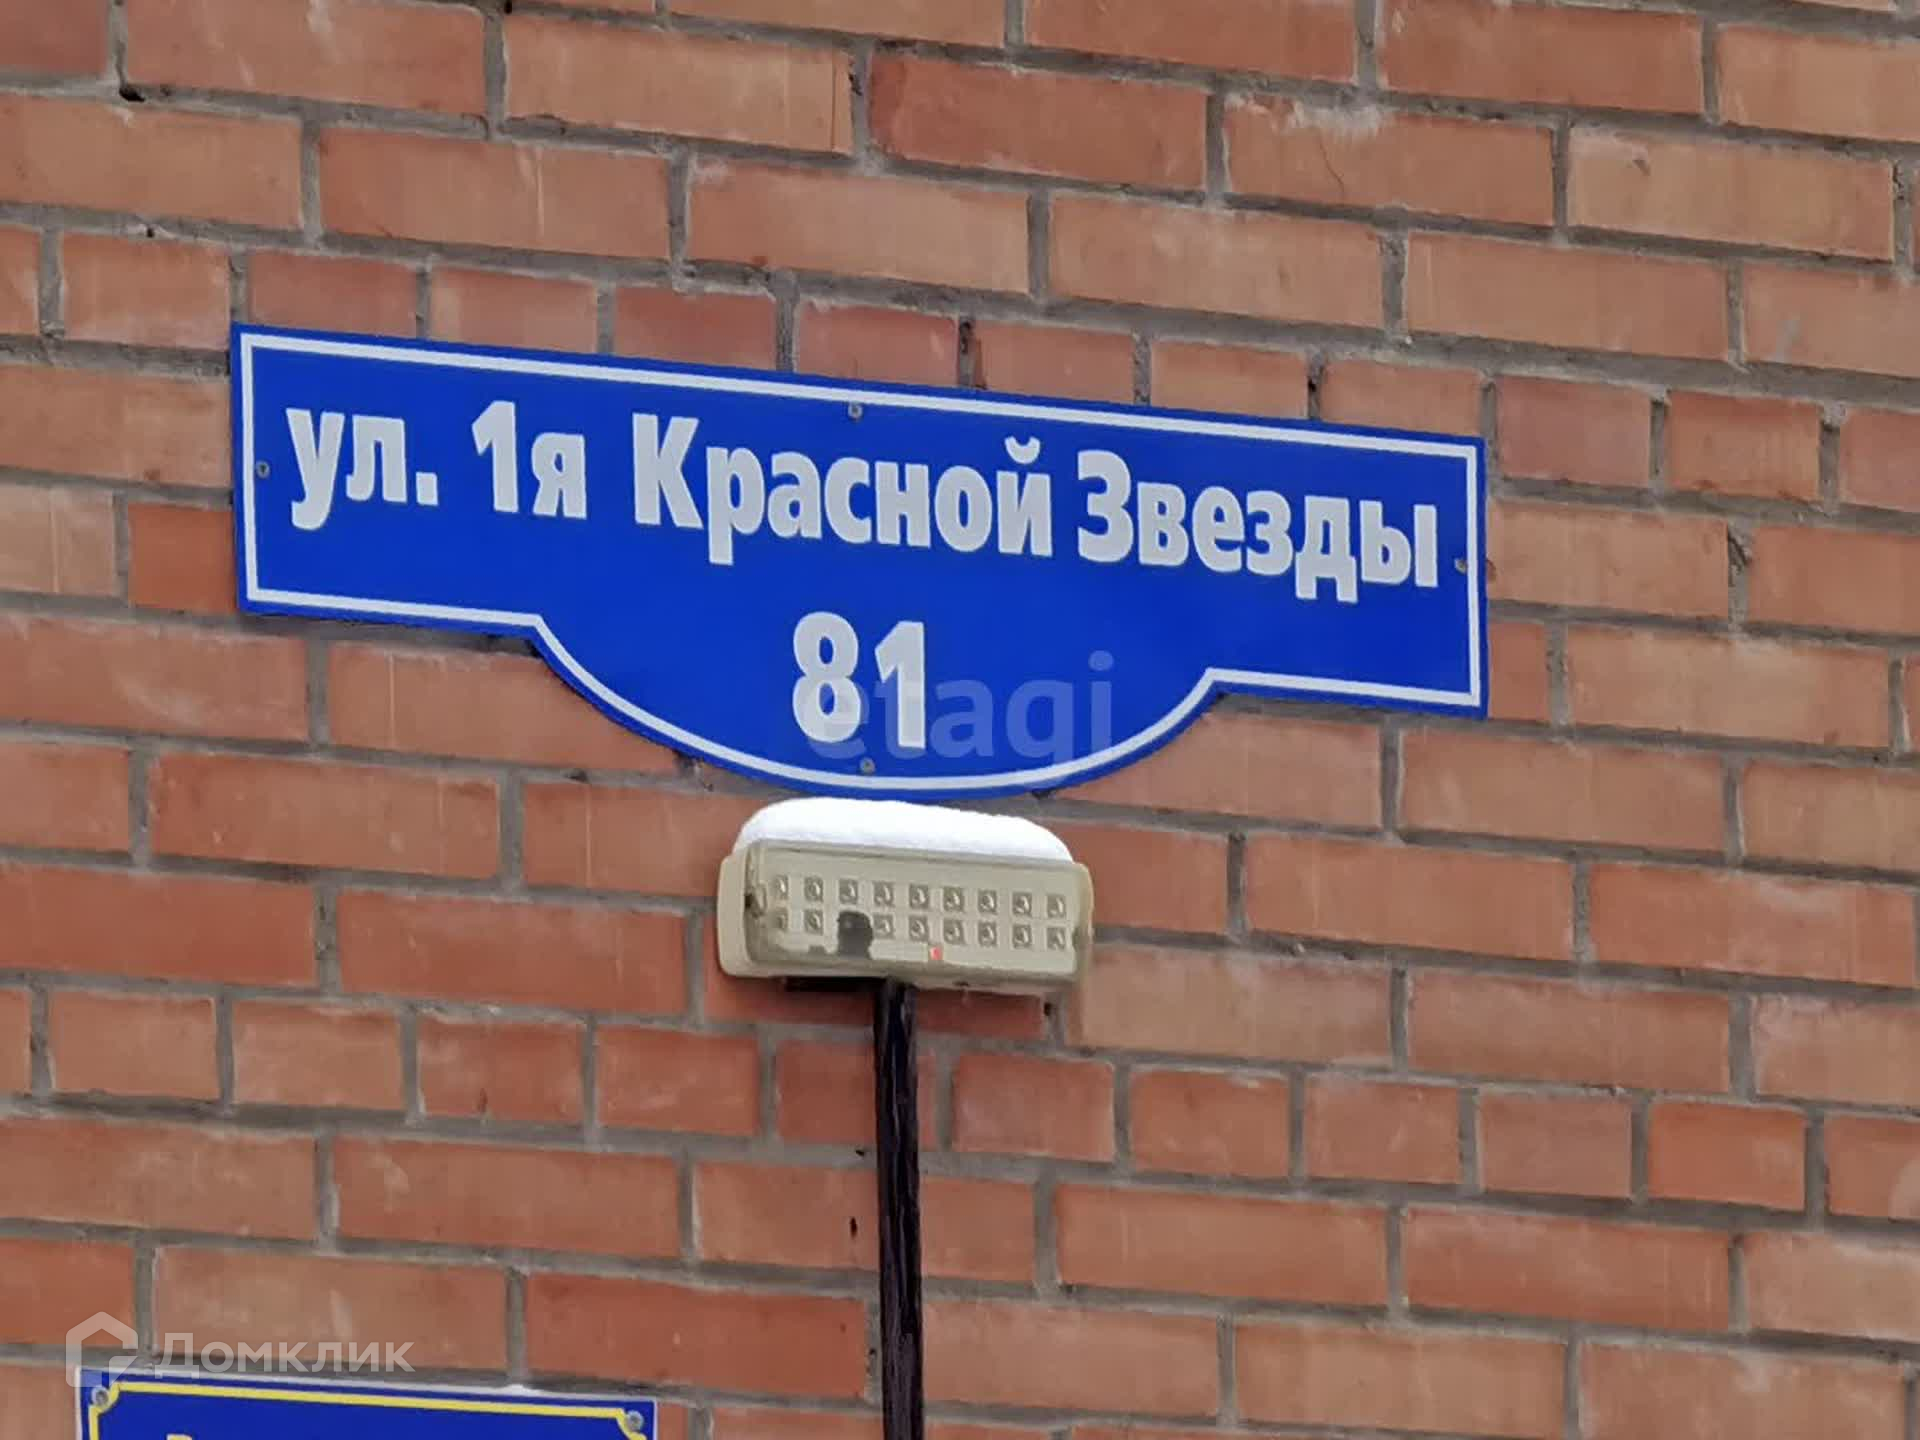 ул. 1я Красной Звезды
81
etagi
Домклик